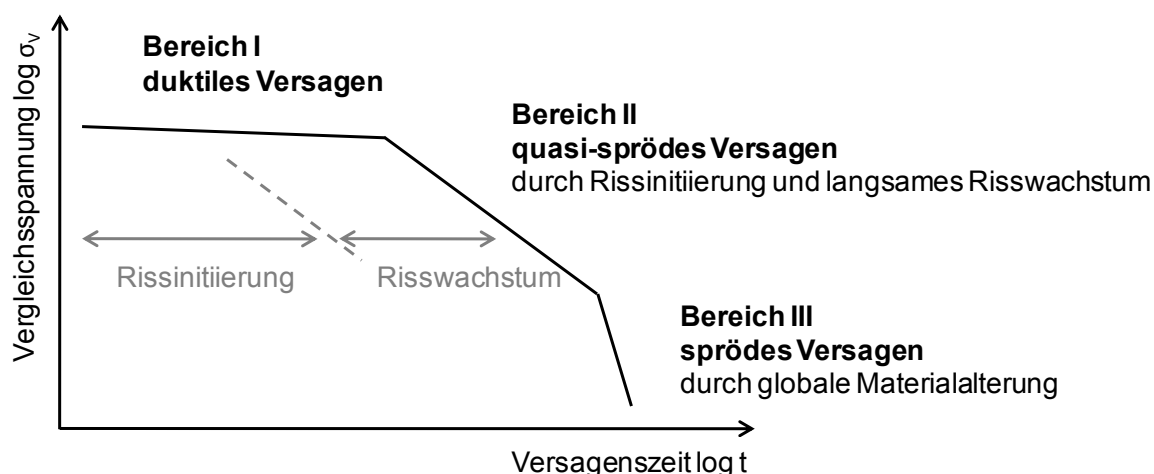 Vergleichsspannung log σᵥ
Bereich I
duktiles Versagen
Bereich II
quasi-sprödes Versagen
durch Rissinitiierung und langsames Risswachstum
Rissinitiierung
Risswachstum
Bereich III
sprödes Versagen
durch globale Materialalterung
Versagenszeit log t